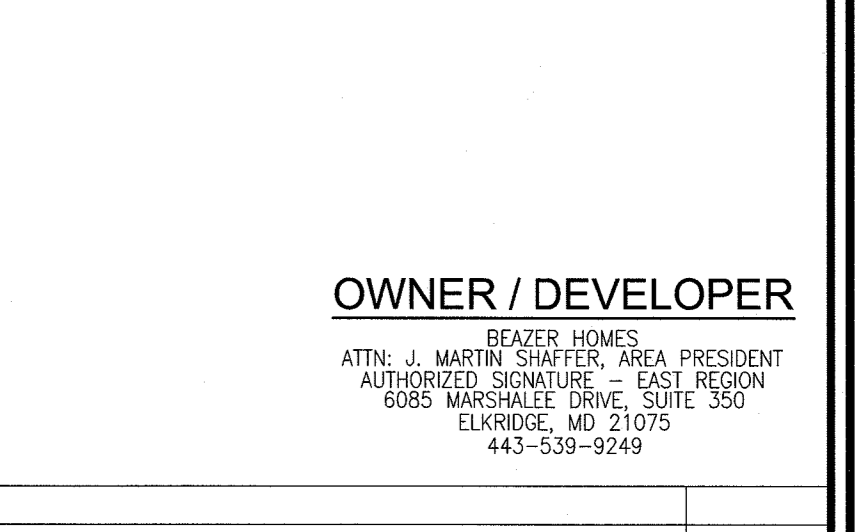 OWNER / DEVELOPER
BEAZER HOMES
ATTN: J. MARTIN SHAFFER, AREA PRESIDENT
AUTHORIZED SIGNATURE – EAST REGION
6085 MARSHALEE DRIVE, SUITE 350
ELKRIDGE, MD 21075
443-539-9249